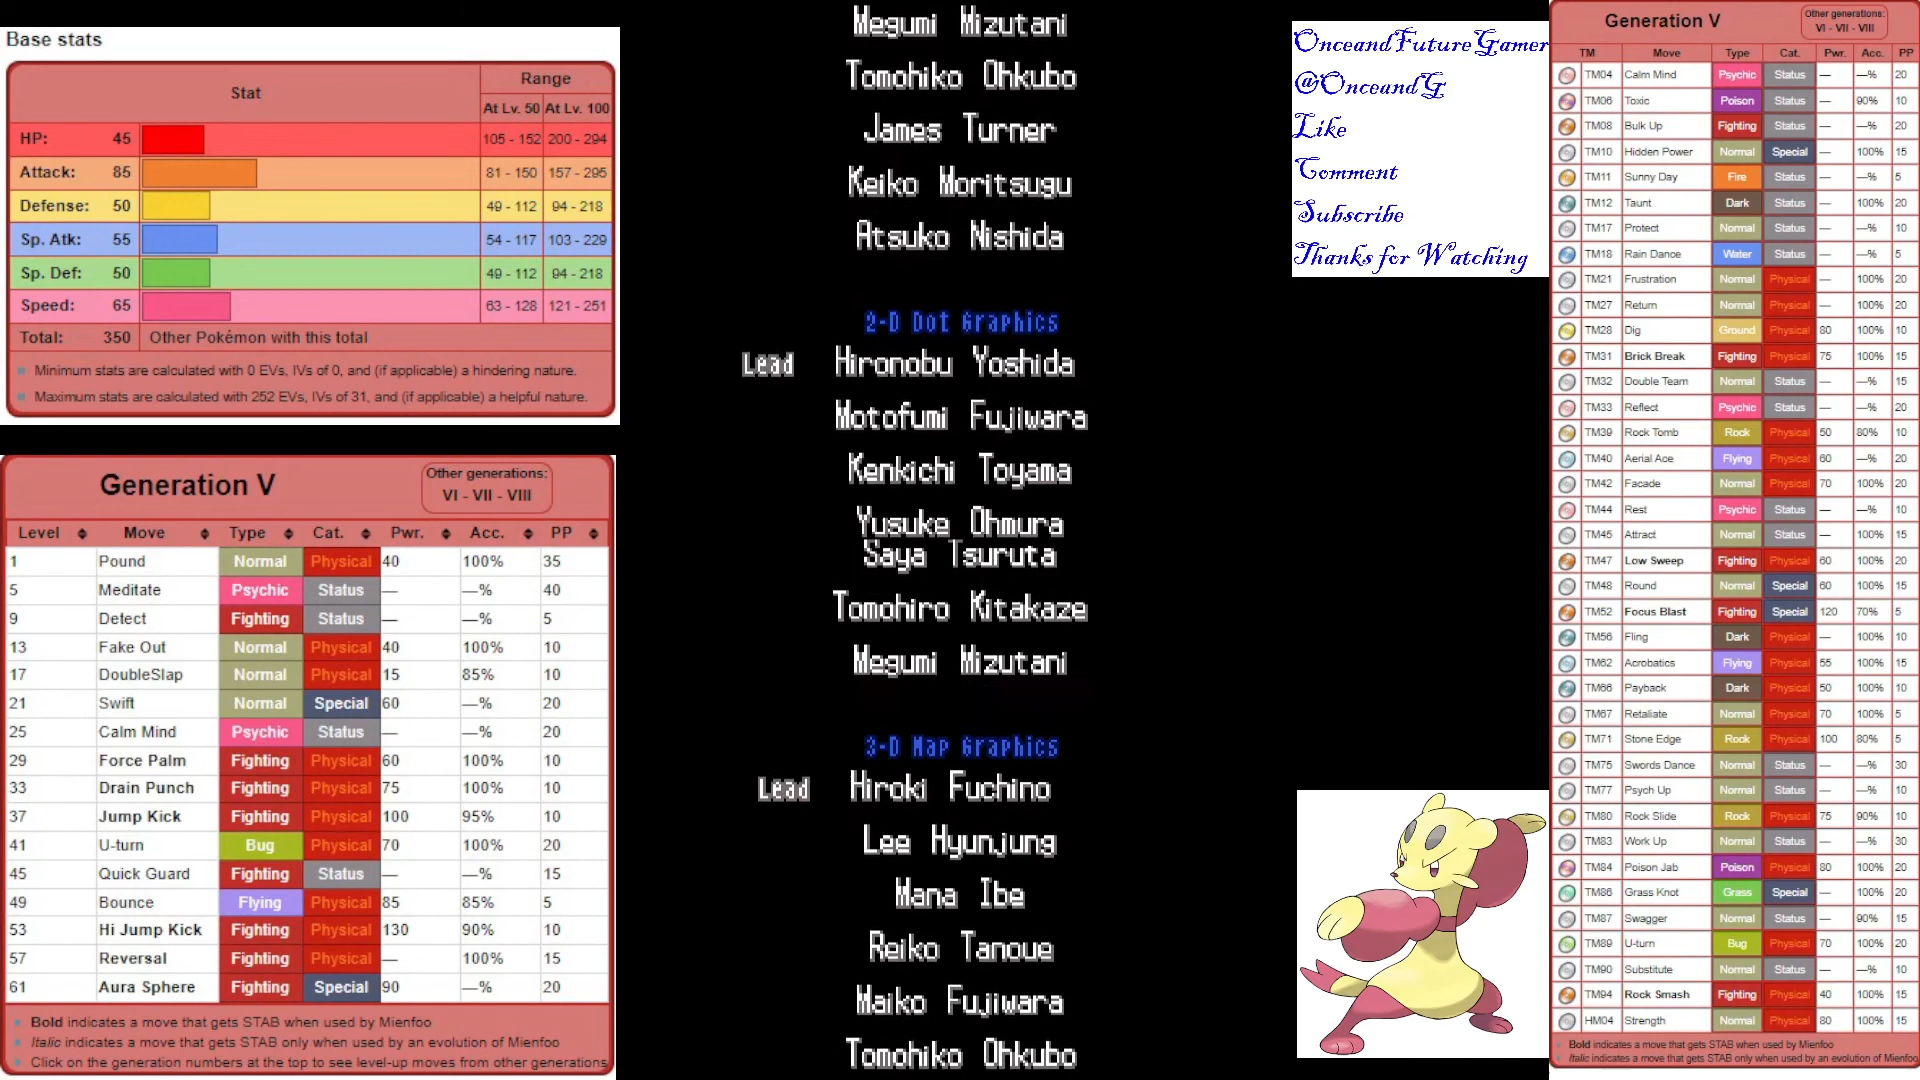 Base stats
Stat Range
At Lv. 50 At Lv. 100
HP: 45 105 - 152 200 - 294
Attack: 85 81 - 150 157 - 295
Defense: 50 49 - 112 94 - 218
Sp. Atk: 55 54 - 117 103 - 229
Sp. Def: 50 49 - 112 94 - 218
Speed: 65 63 - 128 121 - 251
Total: 350 Other Pokémon with this total
Minimum stats are calculated with 0 EVs, IVs of 0, and (if applicable) a hindering nature.
Maximum stats are calculated with 252 EVs, IVs of 31, and (if applicable) a helpful nature.
Generation V
Other generations:
VI - VII - VIII
Level Move Type Cat. Pwr. Acc. PP
1 Pound Normal Physical 40 100% 35
5 Meditate Psychic Status — —% 40
9 Detect Fighting Status — —% 5
13 Fake Out Normal Physical 40 100% 10
17 DoubleSlap Normal Physical 15 85% 10
21 Swift Normal Special 60 —% 20
25 Calm Mind Psychic Status — —% 20
29 Force Palm Fighting Physical 60 100% 10
33 Drain Punch Fighting Physical 75 100% 10
37 Jump Kick Fighting Physical 100 95% 10
41 U-turn Bug Physical 70 100% 20
45 Quick Guard Fighting Status — —% 15
49 Bounce Flying Physical 85 85% 5
53 Hi Jump Kick Fighting Physical 130 90% 10
57 Reversal Fighting Physical — 100% 15
61 Aura Sphere Fighting Special 90 —% 20
Bold indicates a move that gets STAB when used by Mienfoo
Italic indicates a move that gets STAB only when used by an evolution of Mienfoo
Click on the generation numbers at the top to see level-up moves from other generations
Megumi Mizutani
Tomohiko Ohkubo
James Turner
Keiko Moritsugu
Atsuko Nishida
2-D Dot Graphics
Lead Hironobu Yoshida
Motofumi Fujiwara
Kenkichi Toyama
Yusuke Ohmura
Saya Tsuruta
Tomohiro Kitakaze
Megumi Mizutani
3-D Map Graphics
Lead Hiroki Fuchino
Lee Hyunjung
Mana Ibe
Reiko Tanoue
Maiko Fujiwara
Tomohiko Ohkubo
OnceandFutureGamer
@OnceandG
Like
Comment
Subscribe
Thanks for Watching
Generation V
Other generations:
VI - VII - VIII
TM Move Type Cat. Pwr. Acc. PP
TM04 Calm Mind Psychic Status — —% 20
TM06 Toxic Poison Status — 90% 10
TM08 Bulk Up Fighting Status — —% 20
TM10 Hidden Power Normal Special — 100% 15
TM11 Sunny Day Fire Status — —% 5
TM12 Taunt Dark Status — 100% 20
TM17 Protect Normal Status — —% 10
TM18 Rain Dance Water Status — —% 5
TM21 Frustration Normal Physical — 100% 20
TM27 Return Normal Physical — 100% 20
TM28 Dig Ground Physical 80 100% 10
TM31 Brick Break Fighting Physical 75 100% 15
TM32 Double Team Normal Status — —% 15
TM33 Reflect Psychic Status — —% 20
TM39 Rock Tomb Rock Physical 50 80% 10
TM40 Aerial Ace Flying Physical 60 —% 20
TM42 Facade Normal Physical 70 100% 20
TM44 Rest Psychic Status — —% 10
TM45 Attract Normal Status — 100% 15
TM47 Low Sweep Fighting Physical 60 100% 20
TM48 Round Normal Special 60 100% 15
TM52 Focus Blast Fighting Special 120 70% 5
TM56 Fling Dark Physical — 100% 10
TM62 Acrobatics Flying Physical 55 100% 15
TM66 Payback Dark Physical 50 100% 10
TM67 Retaliate Normal Physical 70 100% 5
TM71 Stone Edge Rock Physical 100 80% 5
TM75 Swords Dance Normal Status — —% 30
TM77 Psych Up Normal Status — —% 10
TM80 Rock Slide Rock Physical 75 90% 10
TM83 Work Up Normal Status — —% 30
TM84 Poison Jab Poison Physical 80 100% 20
TM86 Grass Knot Grass Special — 100% 20
TM87 Swagger Normal Status — 90% 15
TM89 U-turn Bug Physical 70 100% 20
TM90 Substitute Normal Status — —% 10
TM94 Rock Smash Fighting Physical 40 100% 15
HM04 Strength Normal Physical 80 100% 15
Bold indicates a move that gets STAB when used by Mienfoo
Italic indicates a move that gets STAB only when used by an evolution of Mienfoo